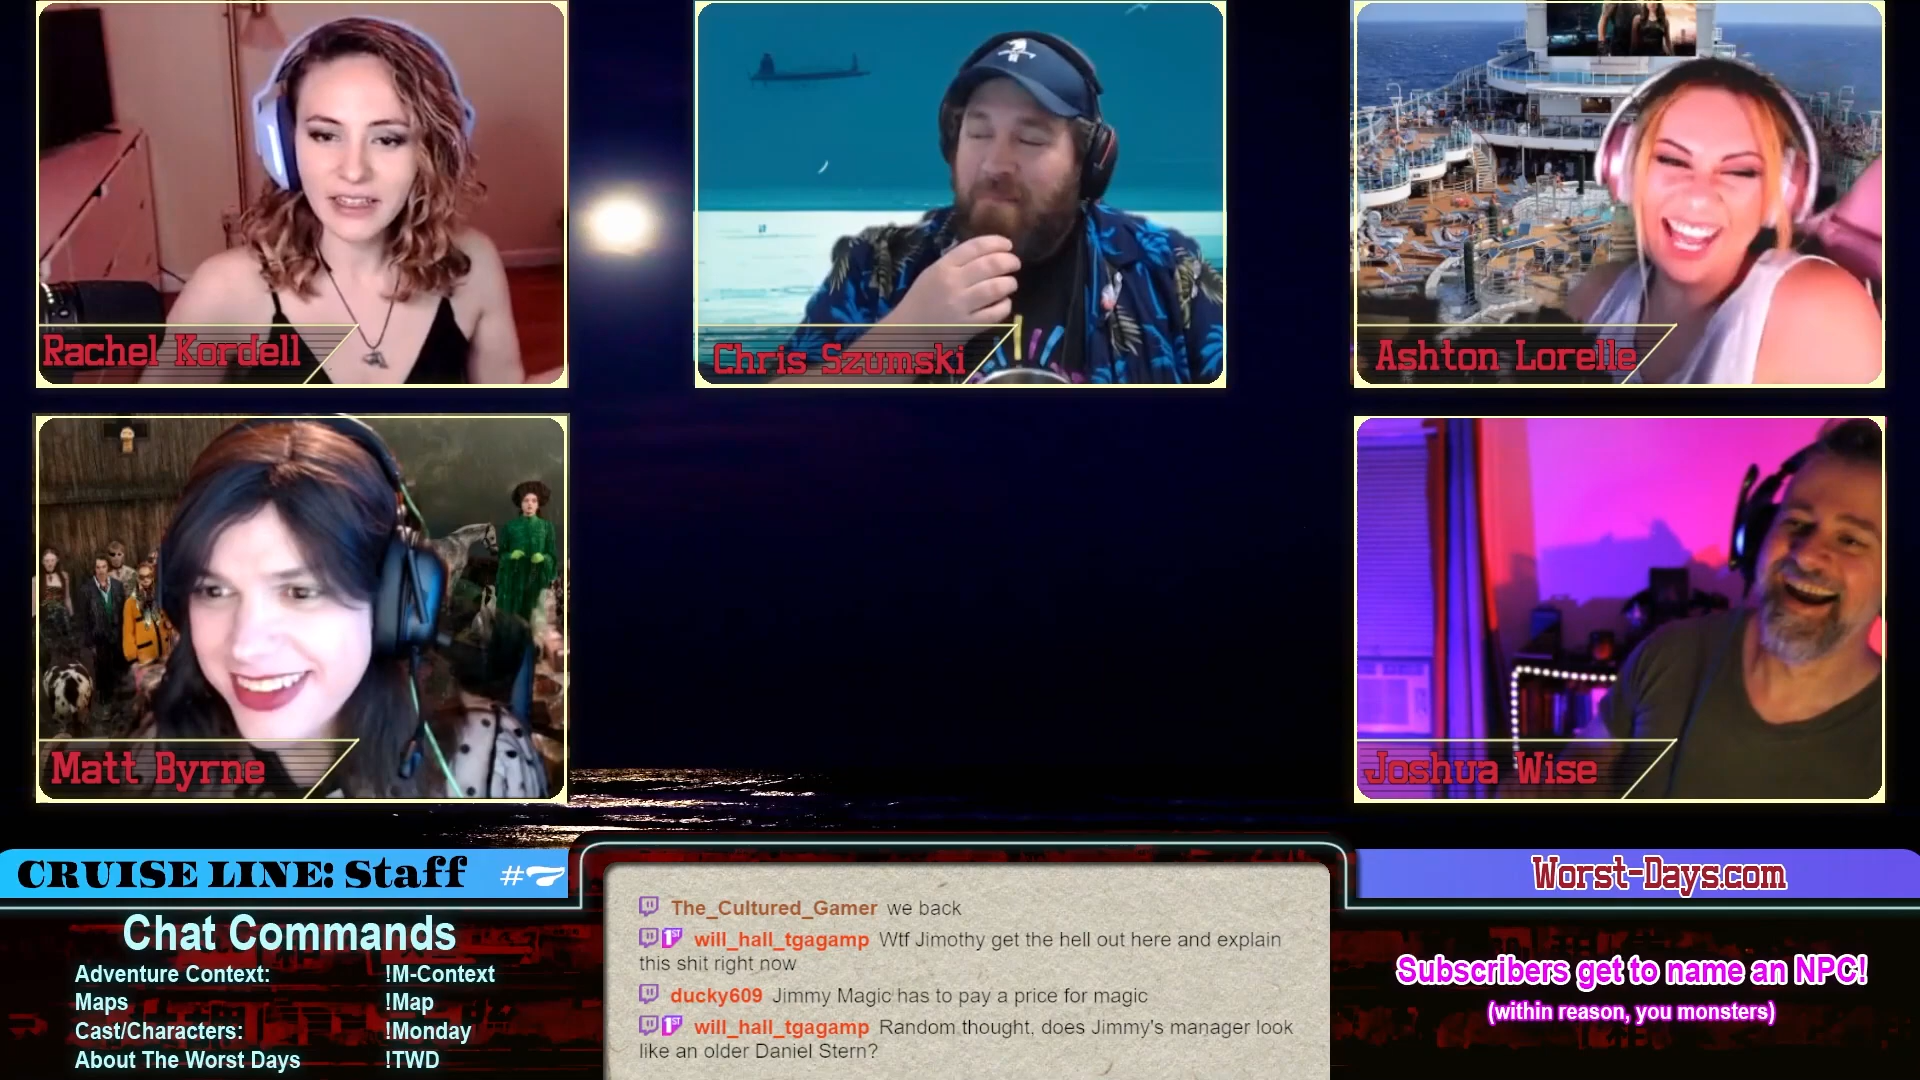 Rachel Kordell
Chris Szumski
Ashton Lorelle
Matt Byrne
Joshua Wise
CRUISE LINE: Staff #7
Chat Commands
Adventure Context: !M-Context
Maps !Map
Cast/Characters: !Monday
About The Worst Days !TWD
The_Cultured_Gamer we back
1ST will_hall_tgagamp Wtf Jimothy get the hell out here and explain
this shit right now
ducky609 Jimmy Magic has to pay a price for magic
1ST will_hall_tgagamp Random thought, does Jimmy's manager look
like an older Daniel Stern?
Worst-Days.com
Subscribers get to name an NPC!
(within reason, you monsters)